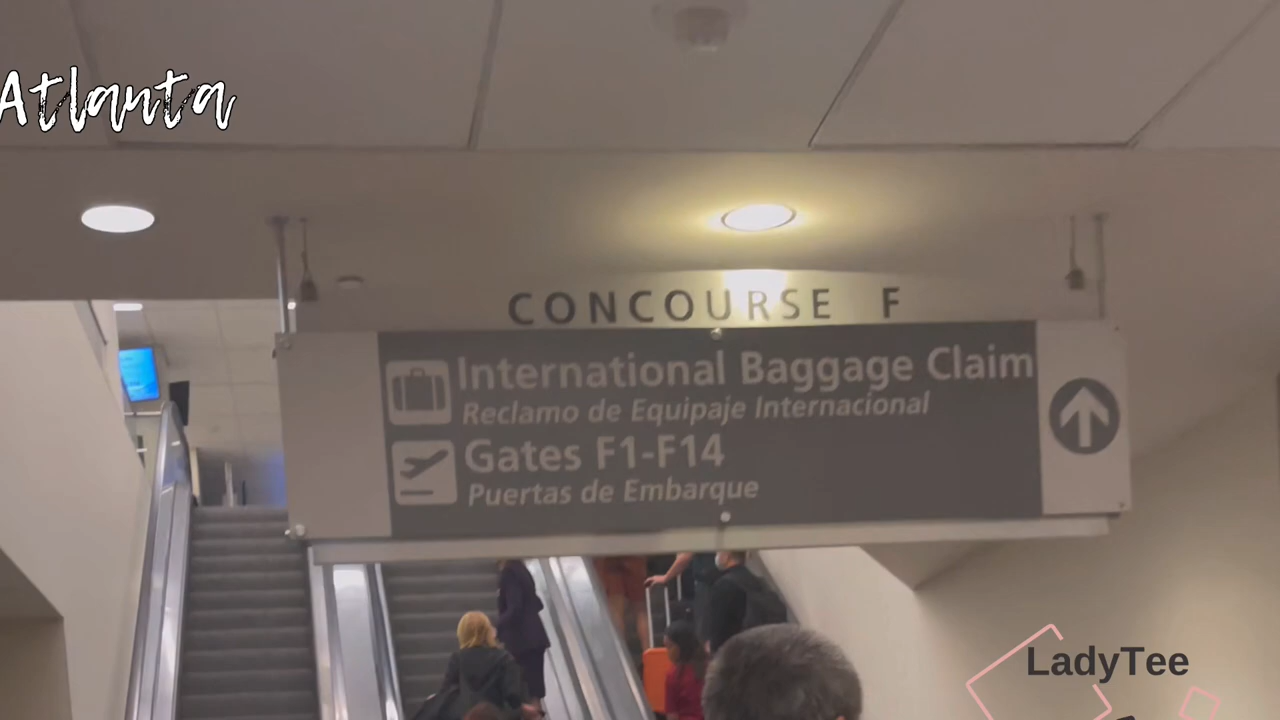 Atlanta
CONCOURSE F
International Baggage Claim
Reclamo de Equipaje Internacional
Gates F1-F14
Puertas de Embarque
LadyTee